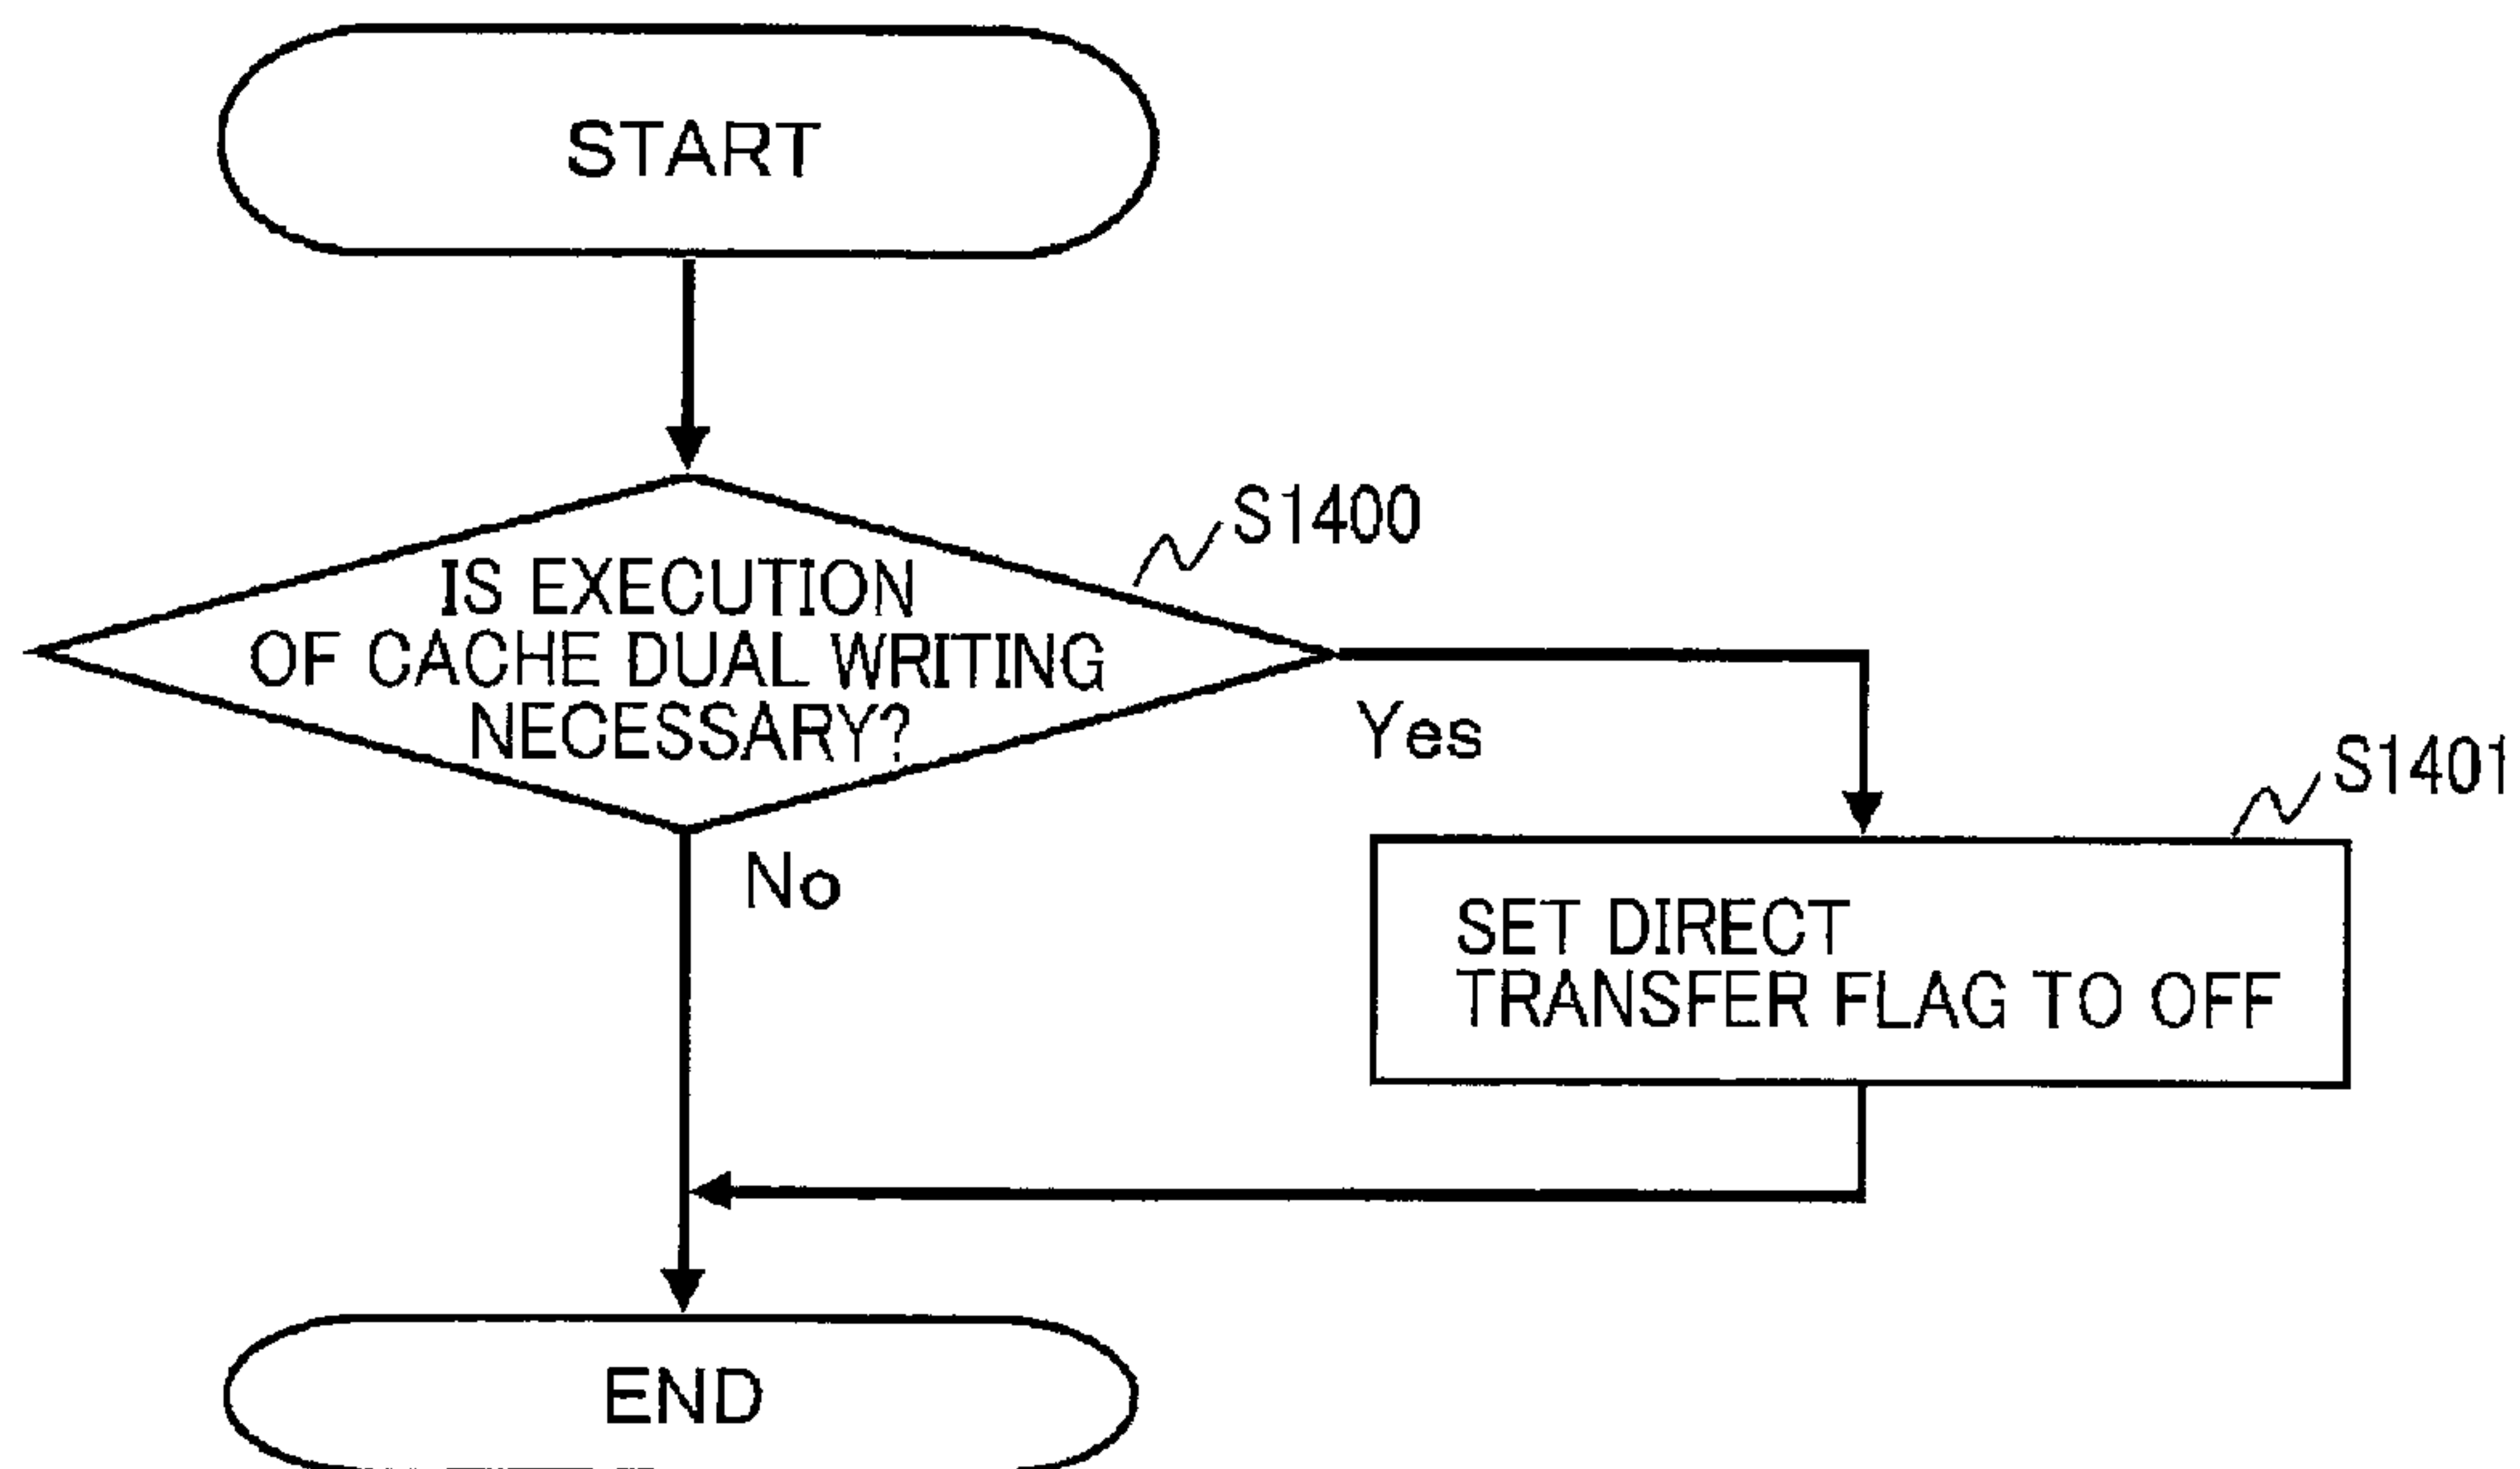 START
S1400
IS EXECUTION
OF CACHE DUAL WRITING
NECESSARY?
Yes
S1401
No
SET DIRECT
TRANSFER FLAG TO OFF
END